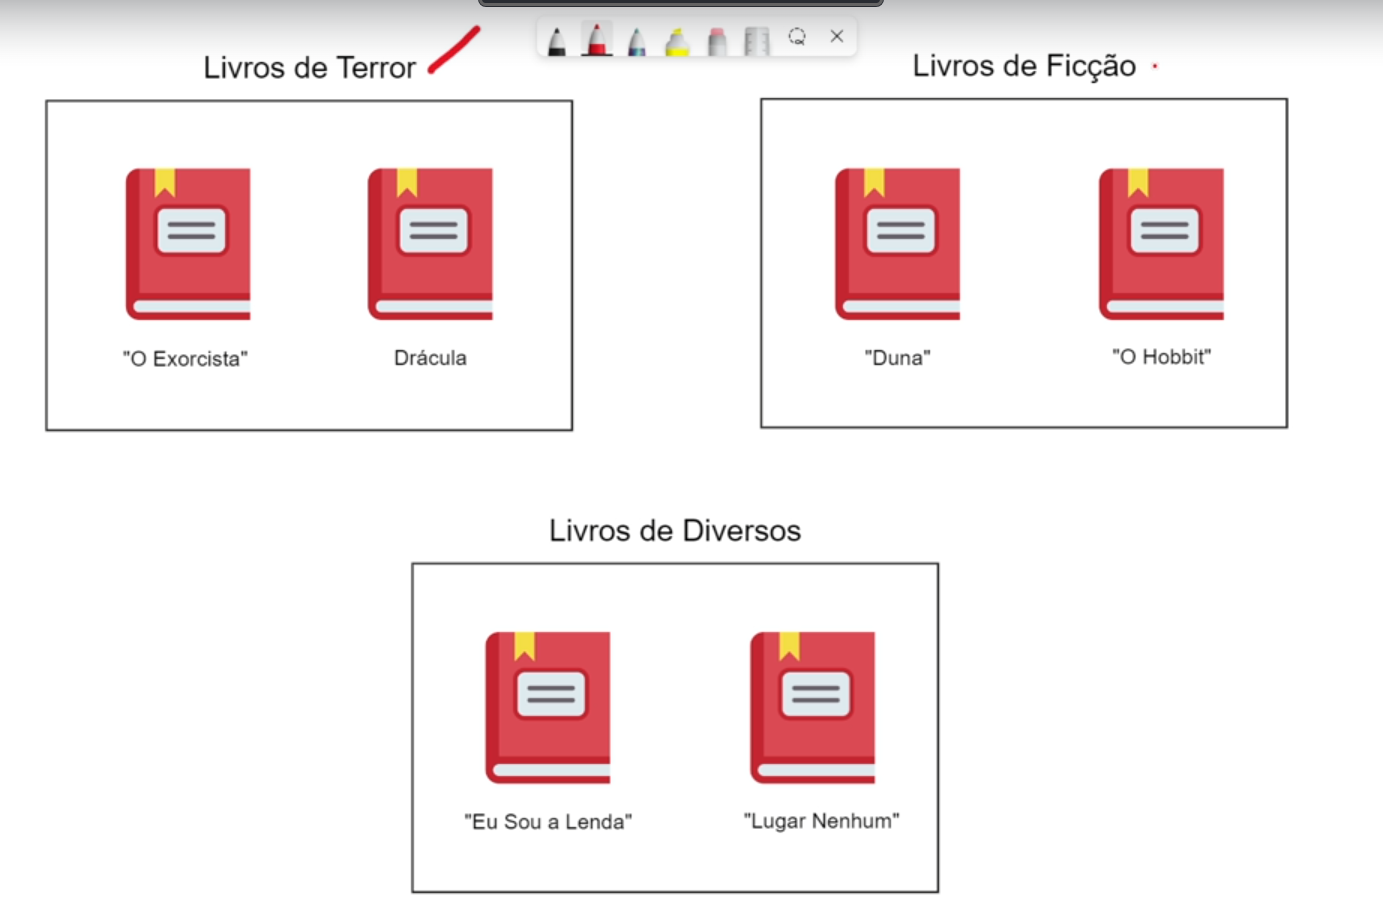 Livros de Terror
Livros de Ficção
"O Exorcista"
Drácula
"Duna"
"O Hobbit"
Livros de Diversos
"Eu Sou a Lenda"
"Lugar Nenhum"